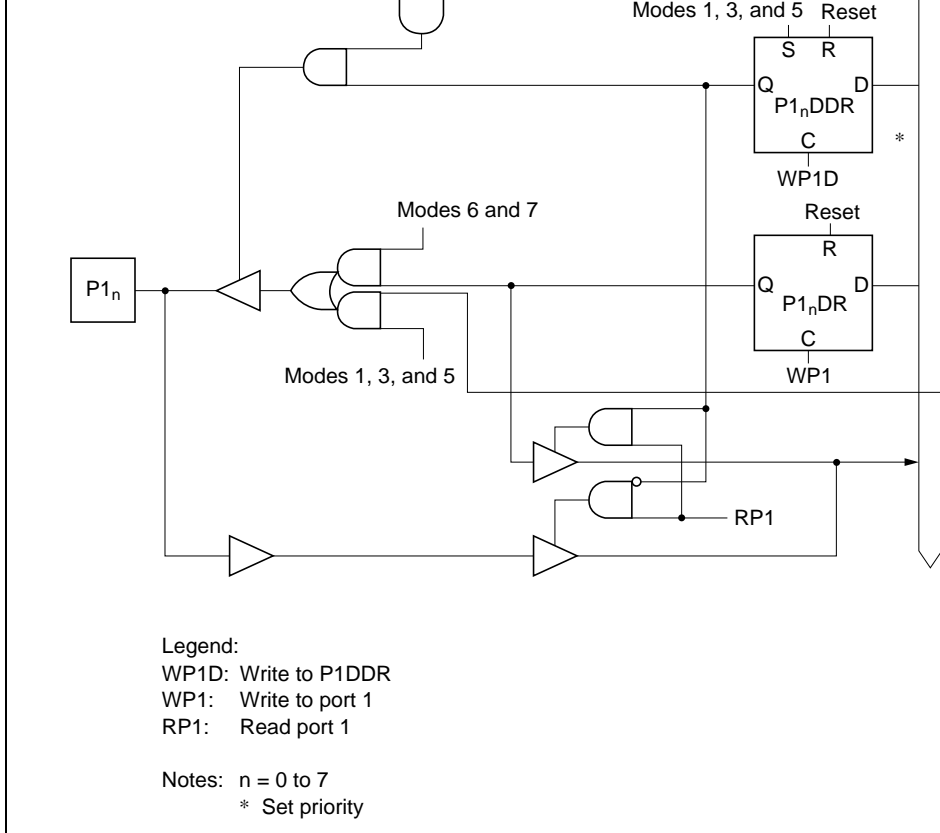 Modes 1, 3, and 5 Reset
S R
Q D
P1nDDR
C
*
WP1D
Modes 6 and 7
Reset
R
P1n
Q D
P1nDR
C
WP1
Modes 1, 3, and 5
RP1
Legend:
WP1D: Write to P1DDR
WP1: Write to port 1
RP1: Read port 1
Notes: n = 0 to 7
* Set priority